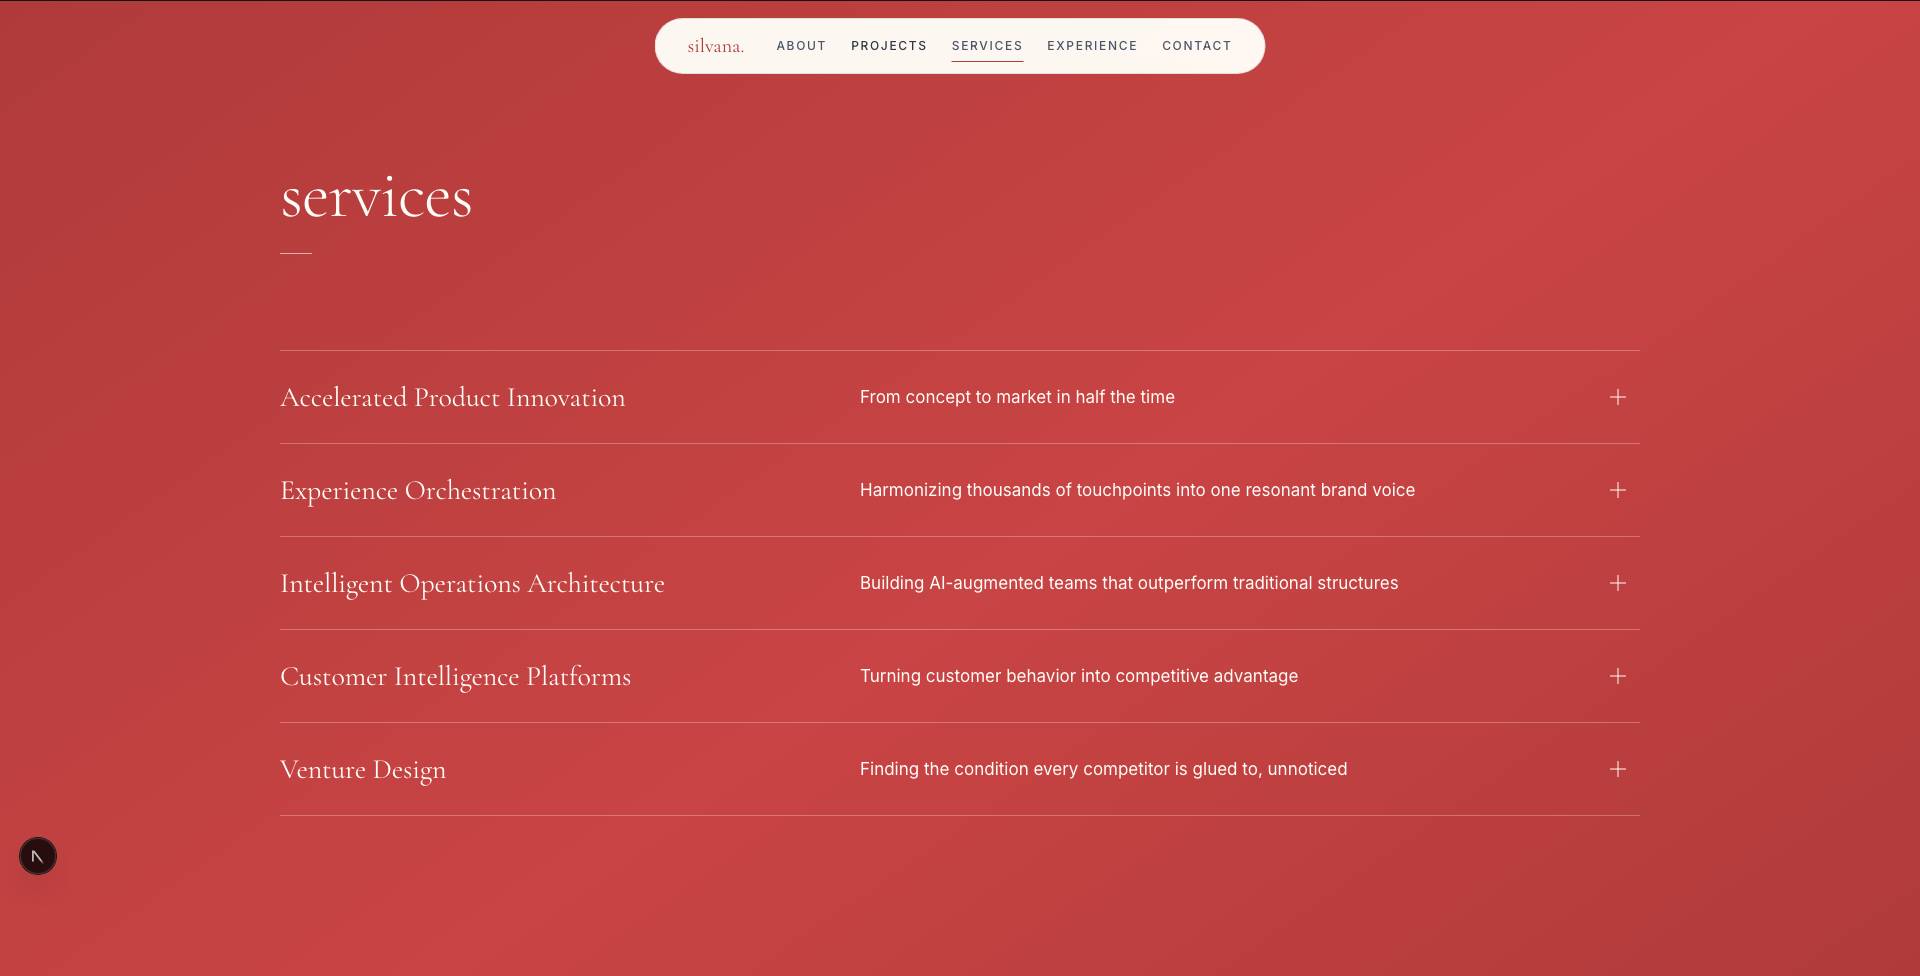 silvana. ABOUT PROJECTS SERVICES EXPERIENCE CONTACT
services
Accelerated Product Innovation From concept to market in half the time
Experience Orchestration Harmonizing thousands of touchpoints into one resonant brand voice
Intelligent Operations Architecture Building AI-augmented teams that outperform traditional structures
Customer Intelligence Platforms Turning customer behavior into competitive advantage
Venture Design Finding the condition every competitor is glued to, unnoticed